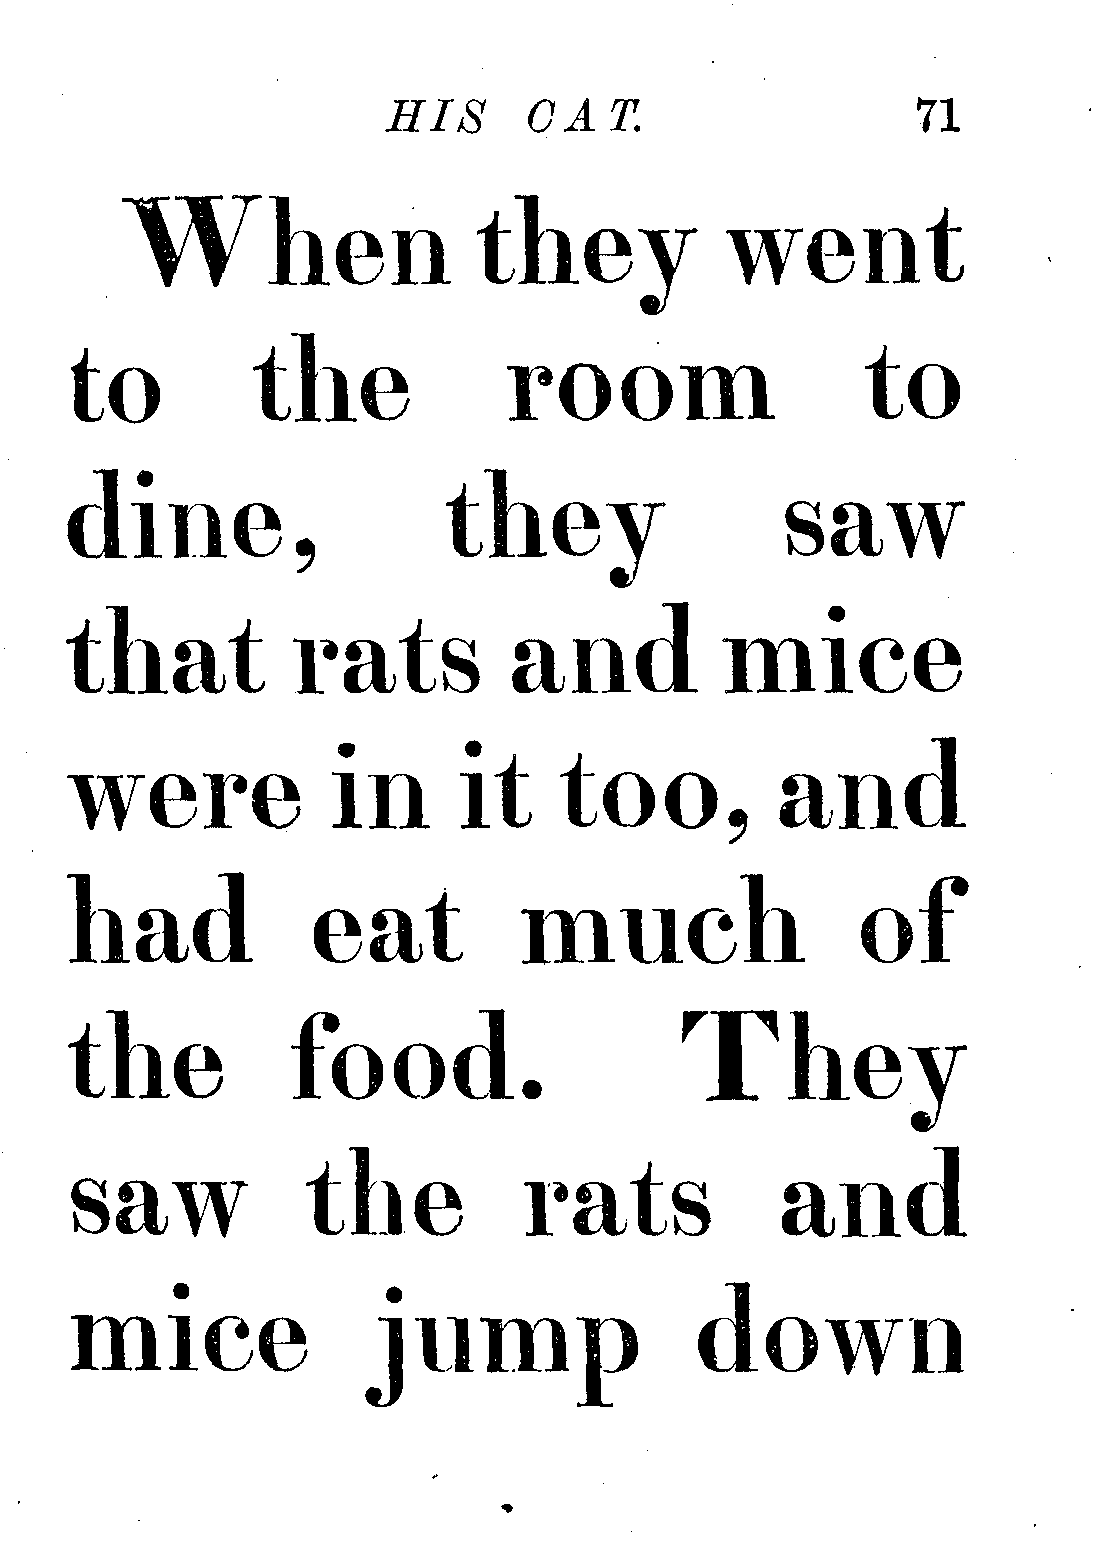 HIS CAT. 71
When they went
to the room to
dine, they saw
that rats and mice
were in it too, and
had eat much of
the food. They
saw the rats and
mice jump down